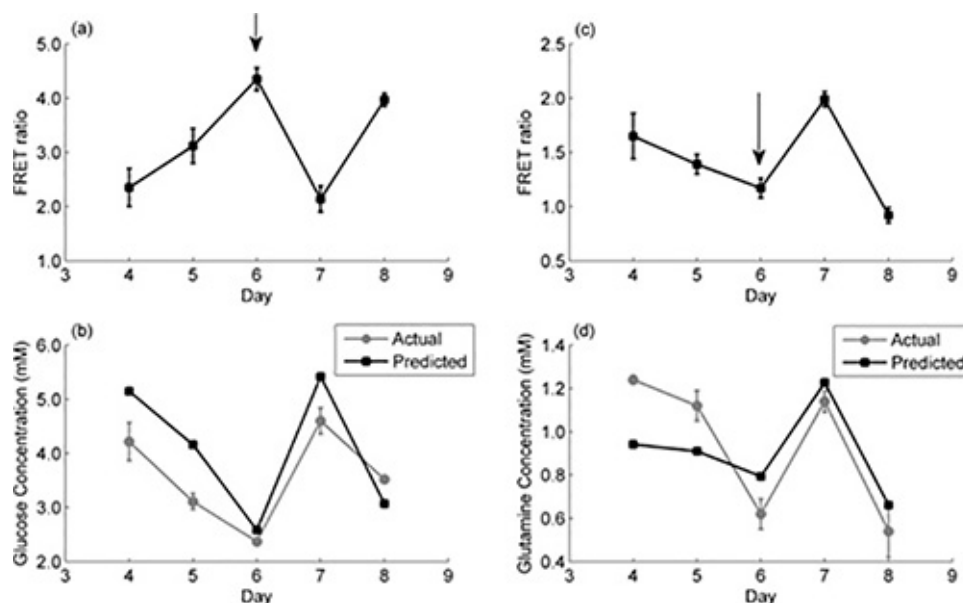 (a)
5.0
4.0
3.0
2.0
1.0
FRET ratio
3 4 5 6 7 8 9
Day
(c)
2.5
2.0
1.5
1.0
0.5
FRET ratio
3 4 5 6 7 8 9
Day
(b)
6.0
5.0
4.0
3.0
2.0
Glucose Concentration (mM)
Actual
Predicted
3 4 5 6 7 8 9
Day
(d)
1.4
1.2
1.0
0.8
0.6
0.4
Glutamine Concentration (mM)
Actual
Predicted
3 4 5 6 7 8 9
Day